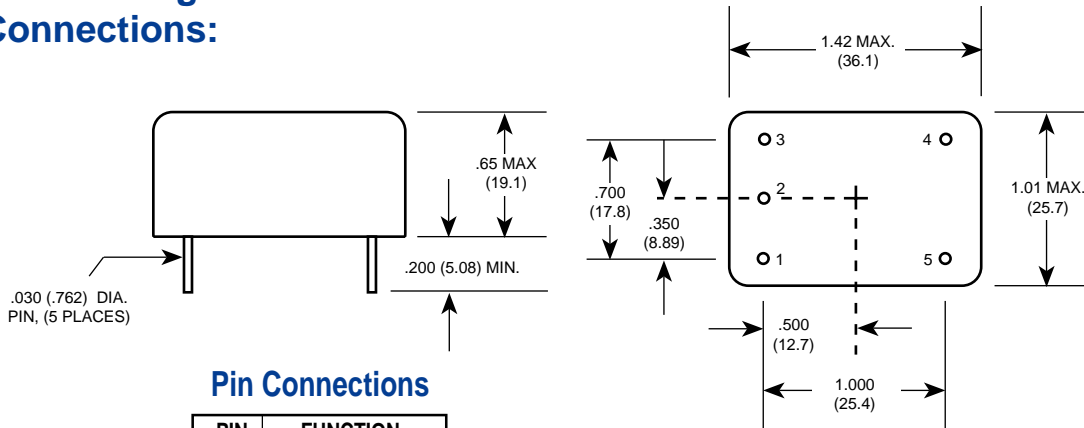 Connections:
1.42 MAX.
(36.1)
.65 MAX
(19.1)
.200 (5.08) MIN.
.030 (.762) DIA.
PIN, (5 PLACES)
3
4
2
1
5
.700
(17.8)
.350
(8.89)
1.01 MAX.
(25.7)
.500
(12.7)
1.000
(25.4)
Pin Connections
PIN FUNCTION